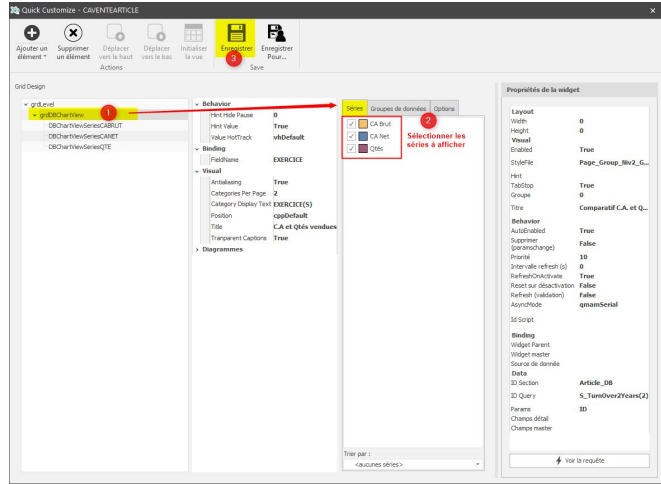 Quick Customize - CAVENTEARTICLE
Ajouter un élément
Supprimer un élément
Déplacer vers le haut
Déplacer vers le bas
Initialiser la vue
Enregistrer
3
Enregistrer Pour...
Actions
Save
Grid Design
grdLevel
grdDBChartView
1
DBChartViewSeriesCABRUT
DBChartViewSeriesCANET
DBChartViewSeriesQTE
Behavior
Hint Hide Pause 0
Hint Value True
Value HotTrack vhDefault
Binding
FieldName EXERCICE
Visual
Antialiasing True
Categories Per Page 2
Category Display Text EXERCICE(S)
Position cppDefault
Title C.A et Qtés vendues
Tranparent Captions True
Diagrammes
Séries Groupes de données Options
2
CA Brut
CA Net
Qtés
Sélectionner les
séries à afficher
Trier par :
<aucunes séries>
Propriétés de la widget
Layout
Width 0
Height 0
Visual
Enabled True
StyleFile Page_Group_Niv2_G...
Hint
TabStop True
Groupe 0
Titre Comparatif C.A. et Q...
Behavior
AutoEnabled True
Supprimer
(paramschange) False
Priorité 10
Intervalle refresh (s) 0
RefreshOnActivate True
Reset sur désactivation False
Refresh (validation) False
AsyncMode qmamSerial
Id Script
Binding
Widget Parent
Widget master
Source de donnée
Data
ID Section Article_DB
ID Query S_TurnOver2Years(2)
Params ID
Champs détail
Champs master
Voir la requête